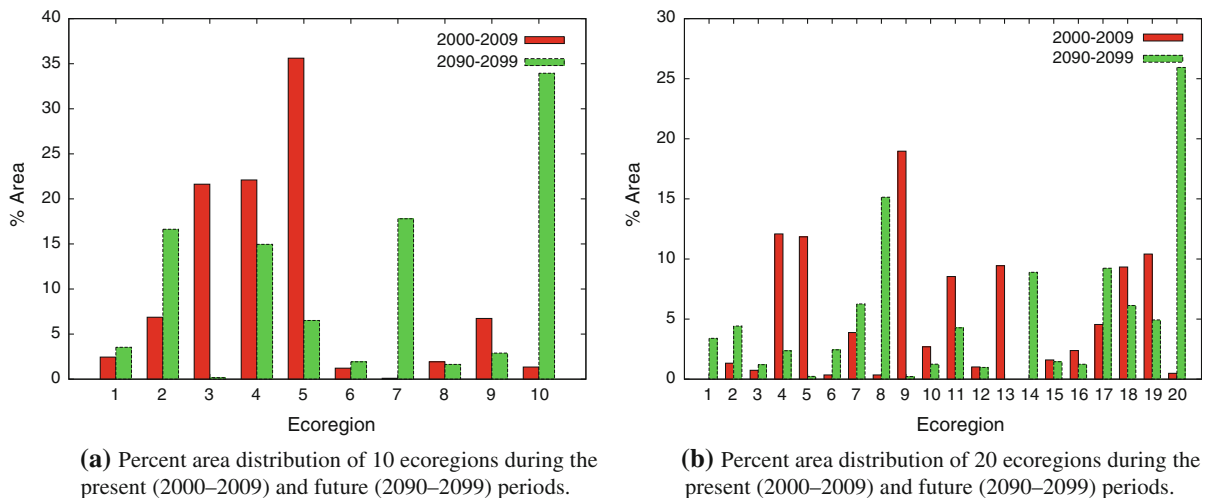 40
35
30
25
20
15
10
5
0
% Area
2000-2009
2090-2099
1 2 3 4 5 6 7 8 9 10
Ecoregion
(a) Percent area distribution of 10 ecoregions during the
present (2000–2009) and future (2090–2099) periods.
30
25
20
15
10
5
0
% Area
2000-2009
2090-2099
1 2 3 4 5 6 7 8 9 10 11 12 13 14 15 16 17 18 19 20
Ecoregion
(b) Percent area distribution of 20 ecoregions during the
present (2000–2009) and future (2090–2099) periods.